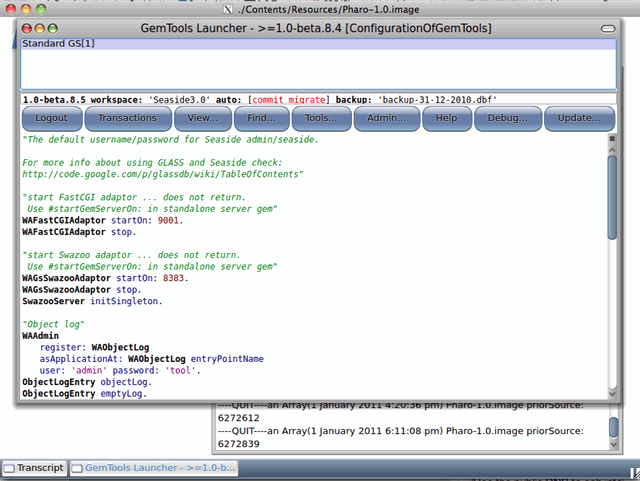 ./Contents/Resources/Pharo-1.0.image
GemTools Launcher - >=1.0-beta.8.4 [ConfigurationOfGemTools]
Standard GS[1]
1.0-beta.8.5 workspace: 'Seaside3.0' auto: [commit migrate] backup: 'backup-31-12-2010.dbf'
Logout Transactions View... Find... Tools... Admin... Help Debug... Update...
"The default username/password for Seaside admin/seaside.
For more info about using GLASS and Seaside check:
http://code.google.com/p/glassdb/wiki/TableOfContents"
"start FastCGI adaptor ... does not return.
Use #startGemServerOn: in standalone server gem"
WAFastCGIAdaptor startOn: 9001.
WAFastCGIAdaptor stop.
"start Swazoo adaptor ... does not return.
Use #startGemServerOn: in standalone server gem"
WAGsSwazooAdaptor startOn: 8383.
WAGsSwazooAdaptor stop.
SwazooServer initSingleton.
"Object log"
WAAdmin
register: WAObjectLog
asApplicationAt: WAObjectLog entryPointName
user: 'admin' password: 'tool'.
ObjectLogEntry objectLog.
ObjectLogEntry emptyLog.
----QUIT----an Array(1 January 2011 4:20:36 pm) Pharo-1.0.image priorSource:
6272612
----QUIT----an Array(1 January 2011 6:11:08 pm) Pharo-1.0.image priorSource:
6272839
Transcript GemTools Launcher - >=1.0-b...